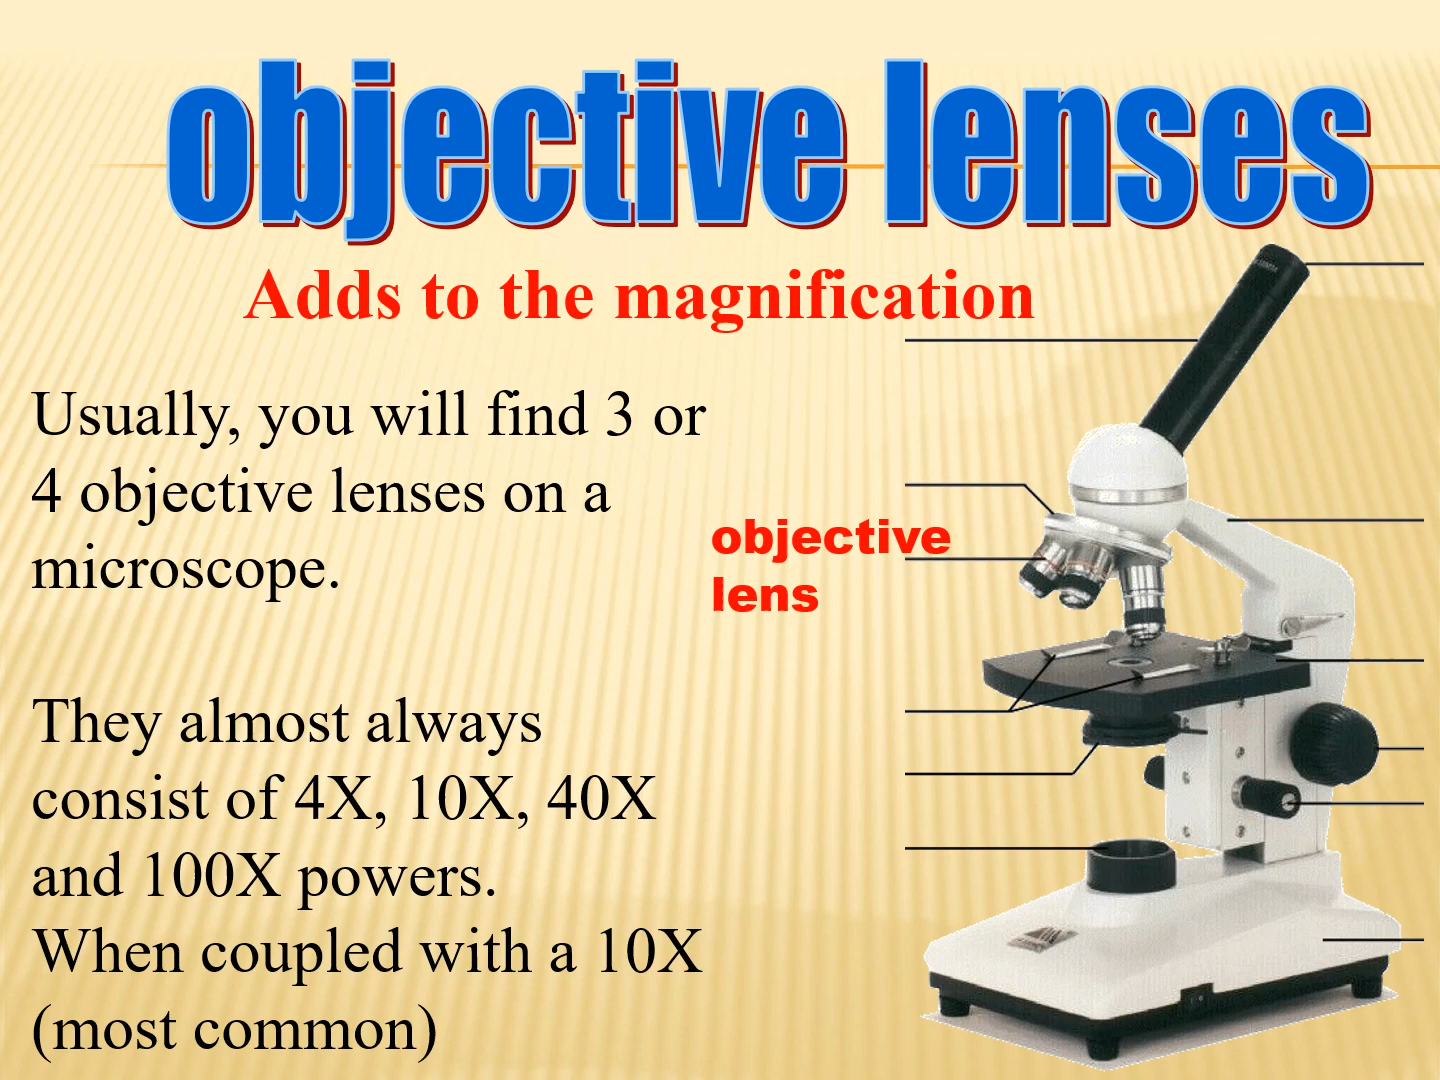 objective lenses
Adds to the magnification
Usually, you will find 3 or
4 objective lenses on a
microscope.
objective
lens
They almost always
consist of 4X, 10X, 40X
and 100X powers.
When coupled with a 10X
(most common)